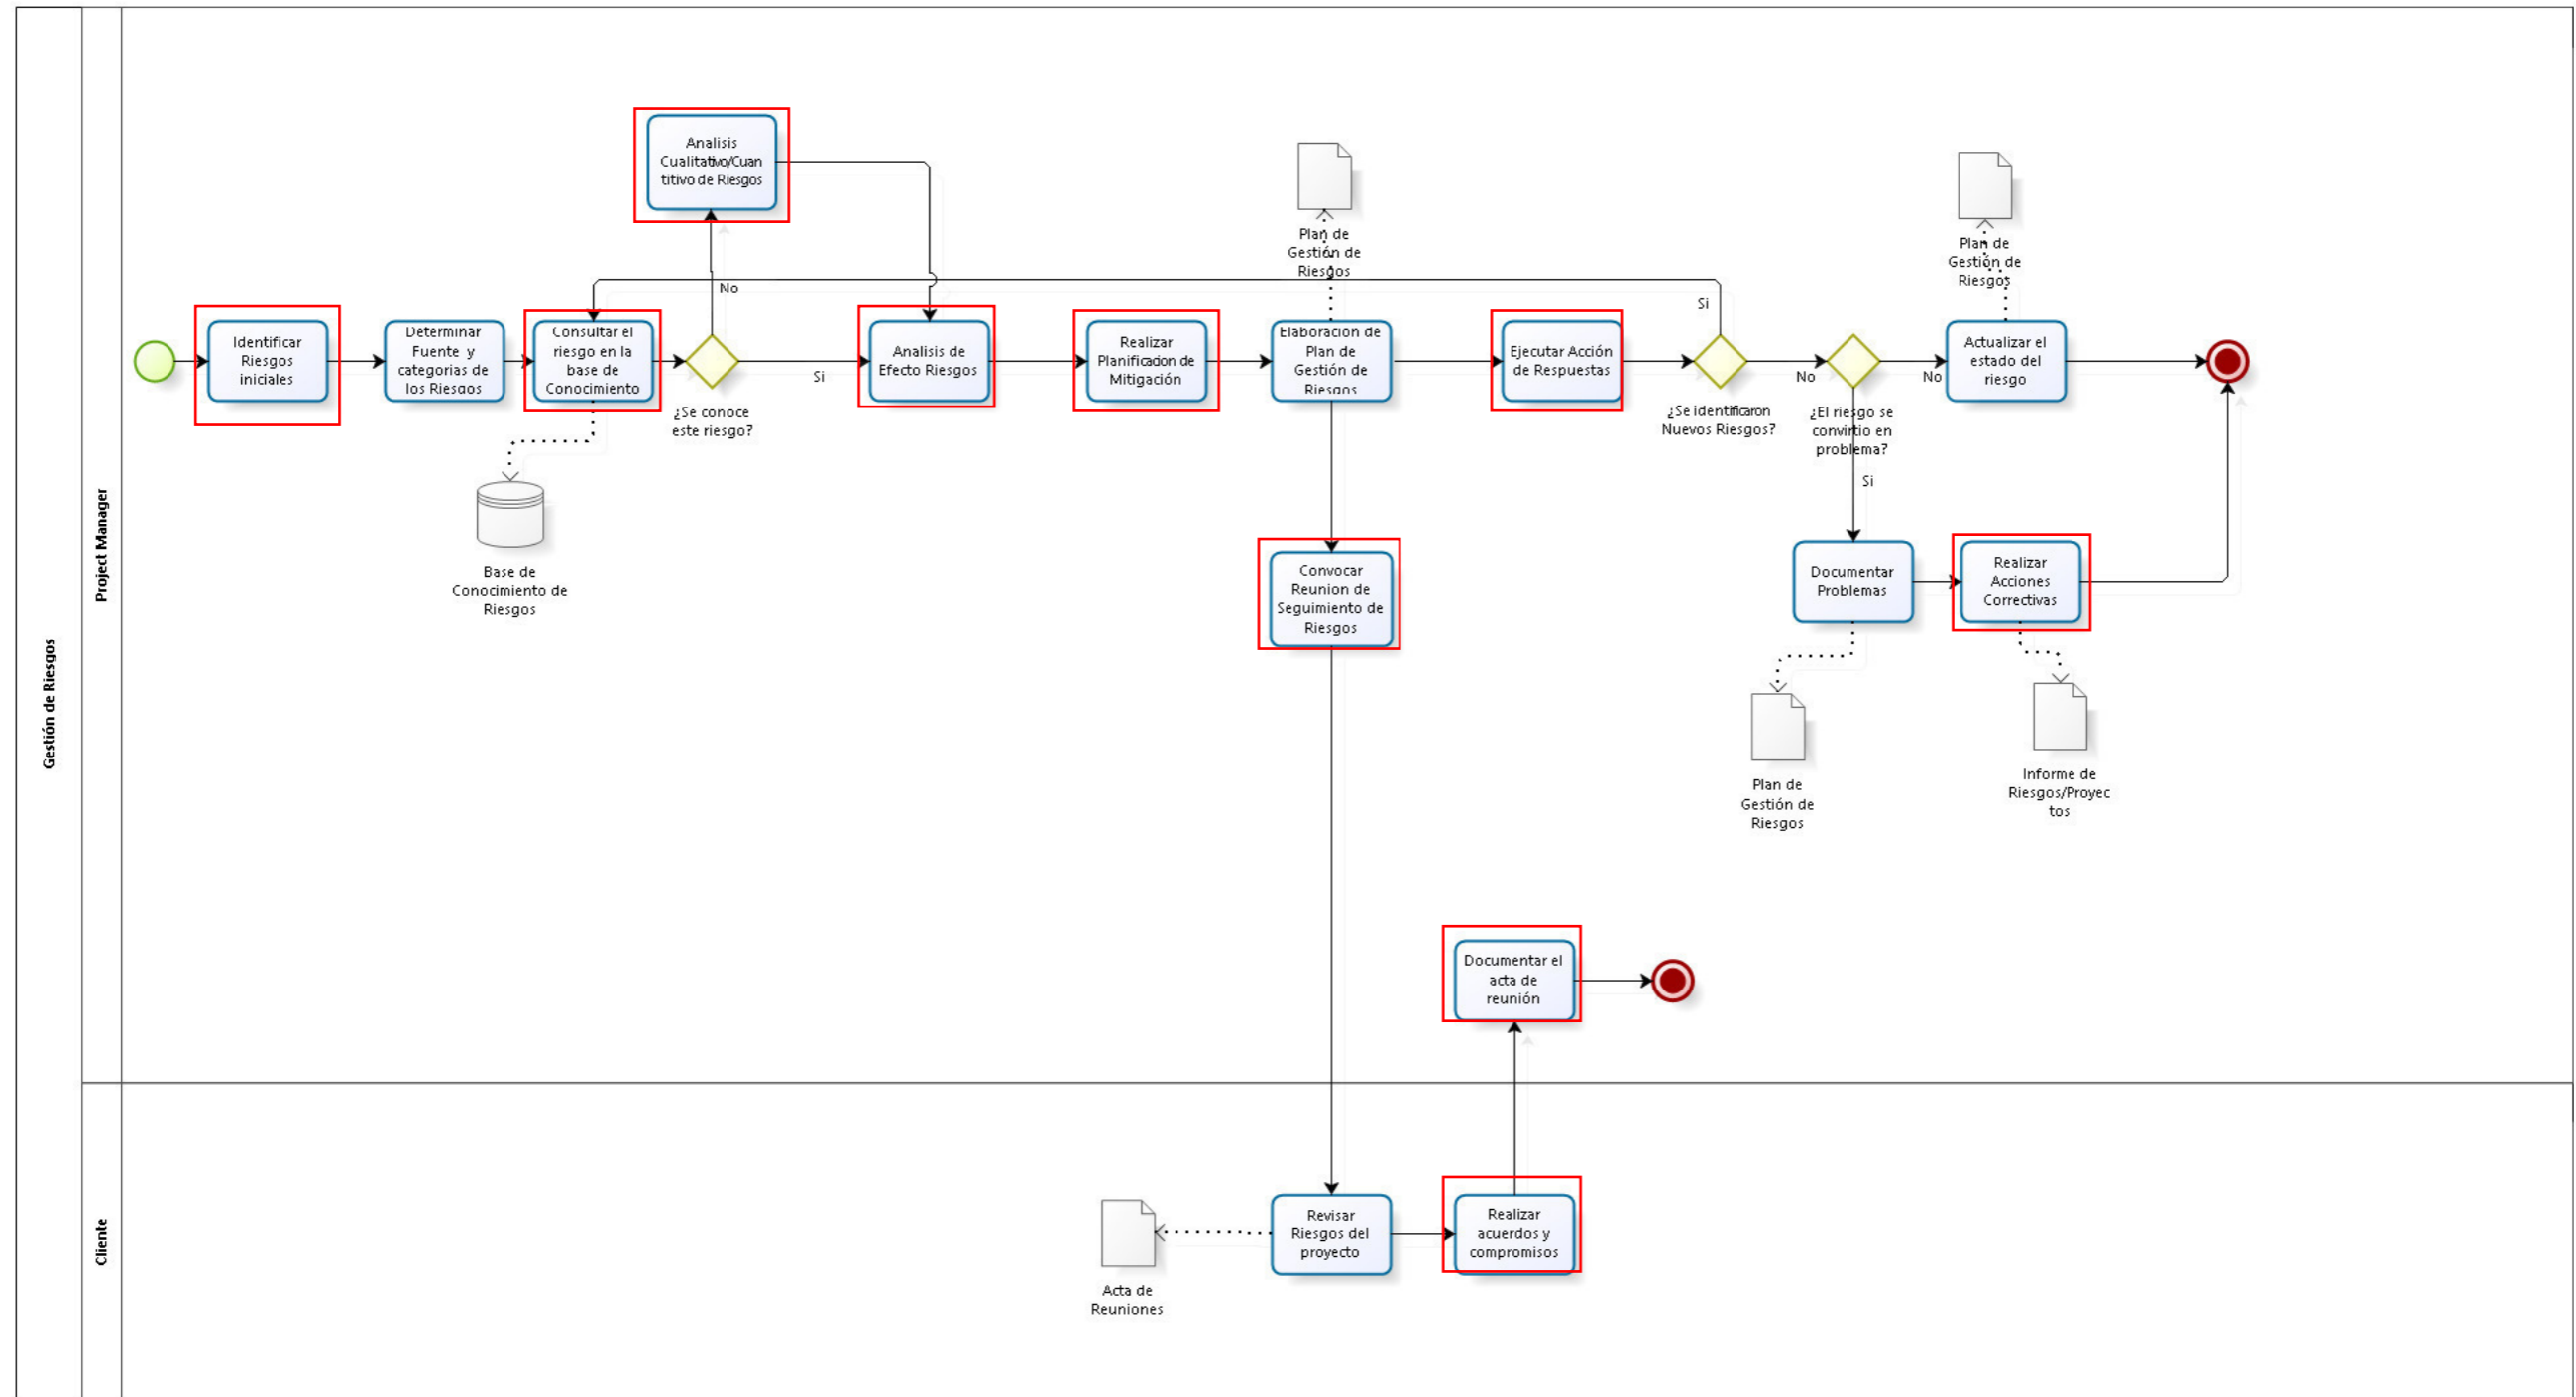 Gestión de Riesgos
Project Manager
Analisis
Cualitativo/Cuan
titivo de Riesgos
Plan de
Gestión de
Riesgos
Plan de
Gestión de
Riesgos
No
Si
Identificar
Riesgos
iniciales
Determinar
Fuente y
categorias de
los Riesgos
Consultar el
riesgo en la
base de
Conocimiento
Si
¿Se conoce
este riesgo?
Analisis de
Efecto Riesgos
Realizar
Planificacion de
Mitigación
Elaboracion de
Plan de
Gestión de
Riesgos
Ejecutar Acción
de Respuestas
¿Se identificaron
Nuevos Riesgos?
No
¿El riesgo se
convirtio en
problema?
No
Actualizar el
estado del
riesgo
Si
Base de
Conocimiento de
Riesgos
Convocar
Reunion de
Seguimiento de
Riesgos
Documentar
Problemas
Realizar
Acciones
Correctivas
Plan de
Gestión de
Riesgos
Informe de
Riesgos/Proyec
tos
Documentar el
acta de
reunión
Cliente
Acta de
Reuniones
Revisar
Riesgos del
proyecto
Realizar
acuerdos y
compromisos